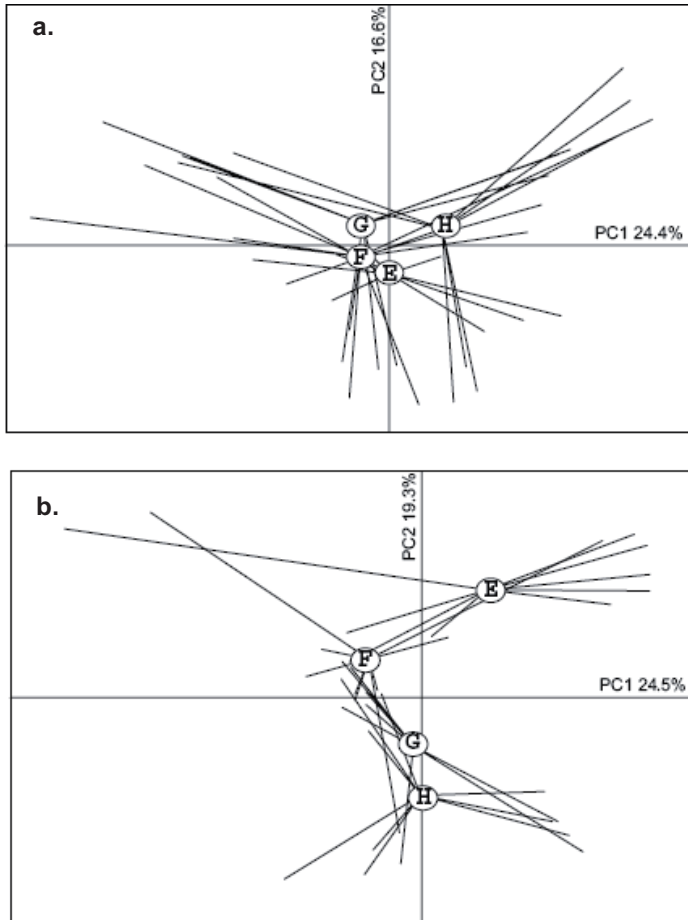 a.
PC2 16.6%
G
H
PC1 24.4%
F
E
b.
PC2 19.3%
E
F
PC1 24.5%
G
H